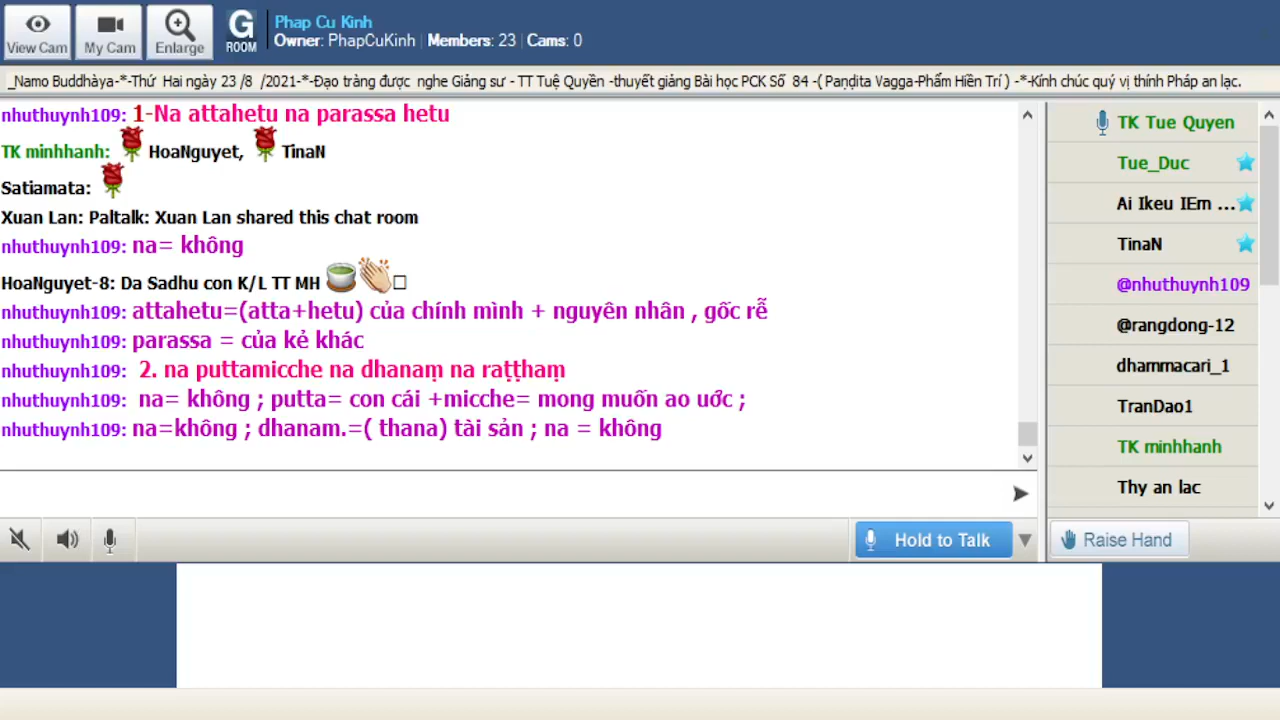 View Cam
My Cam
Enlarge
G
ROOM
Phap Cu Kinh
Owner: PhapCuKinh | Members: 23 | Cams: 0
_Namo Buddhàya-*-Thứ Hai ngày 23 /8 /2021-*-Đạo tràng được nghe Giảng sư - TT Tuệ Quyền -thuyết giảng Bài học PCK Số 84 -( Paṇḍita Vagga-Phẩm Hiền Trí ) -*-Kính chúc quý vị thính Pháp an lạc.
nhuthuynh109: 1-Na attahetu na parassa hetu
TK minhhanh: HoaNguyet, TinaN
Satiamata:
Xuan Lan: Paltalk: Xuan Lan shared this chat room
nhuthuynh109: na= không
HoaNguyet-8: Da Sadhu con K/L TT MH
nhuthuynh109: attahetu=(atta+hetu) của chính mình + nguyên nhân , gốc rễ
nhuthuynh109: parassa = của kẻ khác
nhuthuynh109: 2. na puttamicche na dhanaṃ na raṭṭhaṃ
nhuthuynh109: na= không ; putta= con cái +micche= mong muốn ao uớc ;
nhuthuynh109: na=không ; dhanam.=( thana) tài sản ; na = không
TK Tue Quyen
Tue_Duc
Ai Ikeu IEm ...
TinaN
@nhuthuynh109
@rangdong-12
dhammacari_1
TranDao1
TK minhhanh
Thy an lac
Hold to Talk
Raise Hand